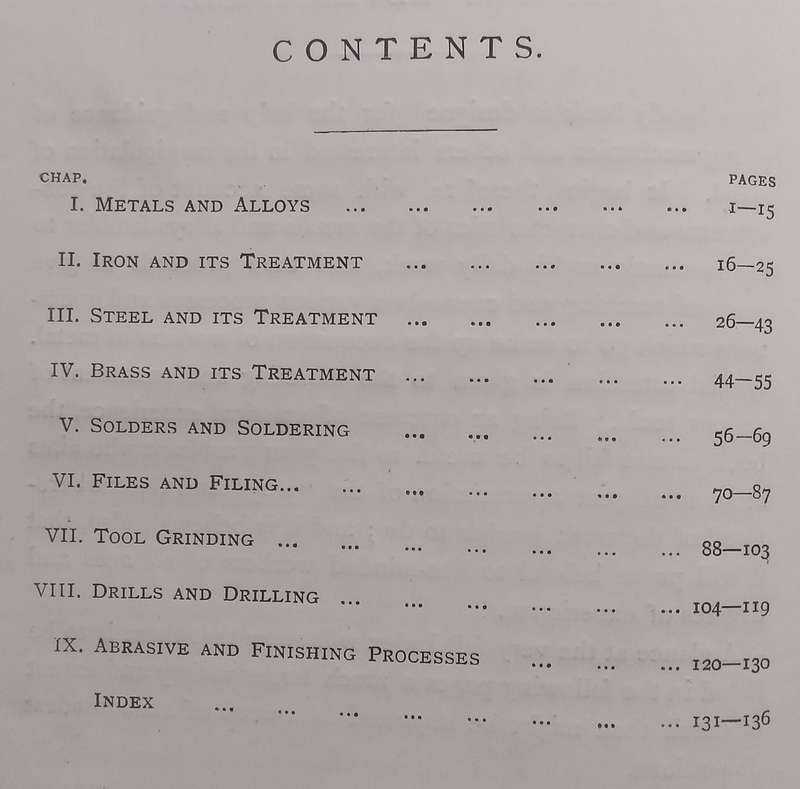 CONTENTS.
CHAP. PAGES
I. METALS AND ALLOYS ... ... ... ... ... ... 1—15
II. IRON AND ITS TREATMENT ... ... ... ... ... 16—25
III. STEEL AND ITS TREATMENT ... ... ... ... ... 26—43
IV. BRASS AND ITS TREATMENT ... ... ... ... ... 44—55
V. SOLDERS AND SOLDERING ... ... ... ... ... 56—69
VI. FILES AND FILING... ... ... ... ... ... ... 70—87
VII. TOOL GRINDING ... ... ... ... ... ... ... 88—103
VIII. DRILLS AND DRILLING ... ... ... ... ... ... 104—119
IX. ABRASIVE AND FINISHING PROCESSES ... ... ... 120—130
INDEX ... ... ... ... ... ... ... ... 131—136